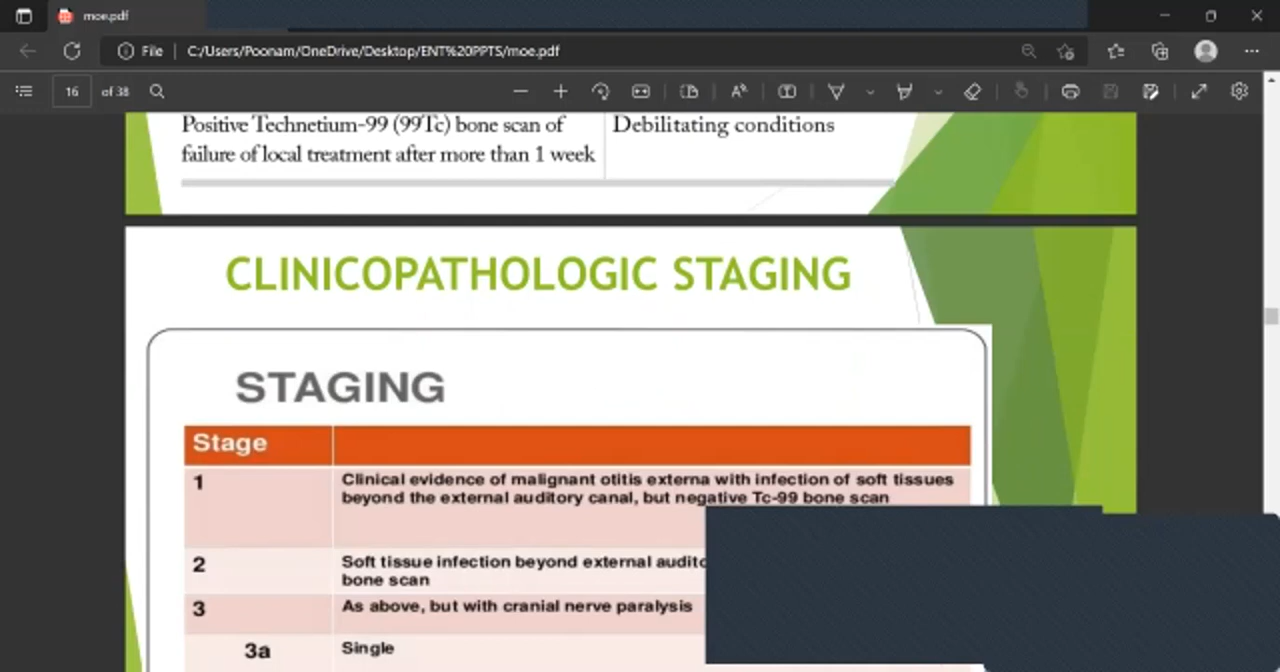 moe.pdf
File | C:/Users/Poonam/OneDrive/Desktop/ENT%20PPTS/moe.pdf
16 of 38
Positive Technetium-99 (99Tc) bone scan of
failure of local treatment after more than 1 week
Debilitating conditions
CLINICOPATHOLOGIC STAGING
STAGING
Stage
1 Clinical evidence of malignant otitis externa with infection of soft tissues
beyond the external auditory canal, but negative Tc-99 bone scan
2 Soft tissue infection beyond external
bone scan
3 As above, but with cranial nerve paralysis
3a Single